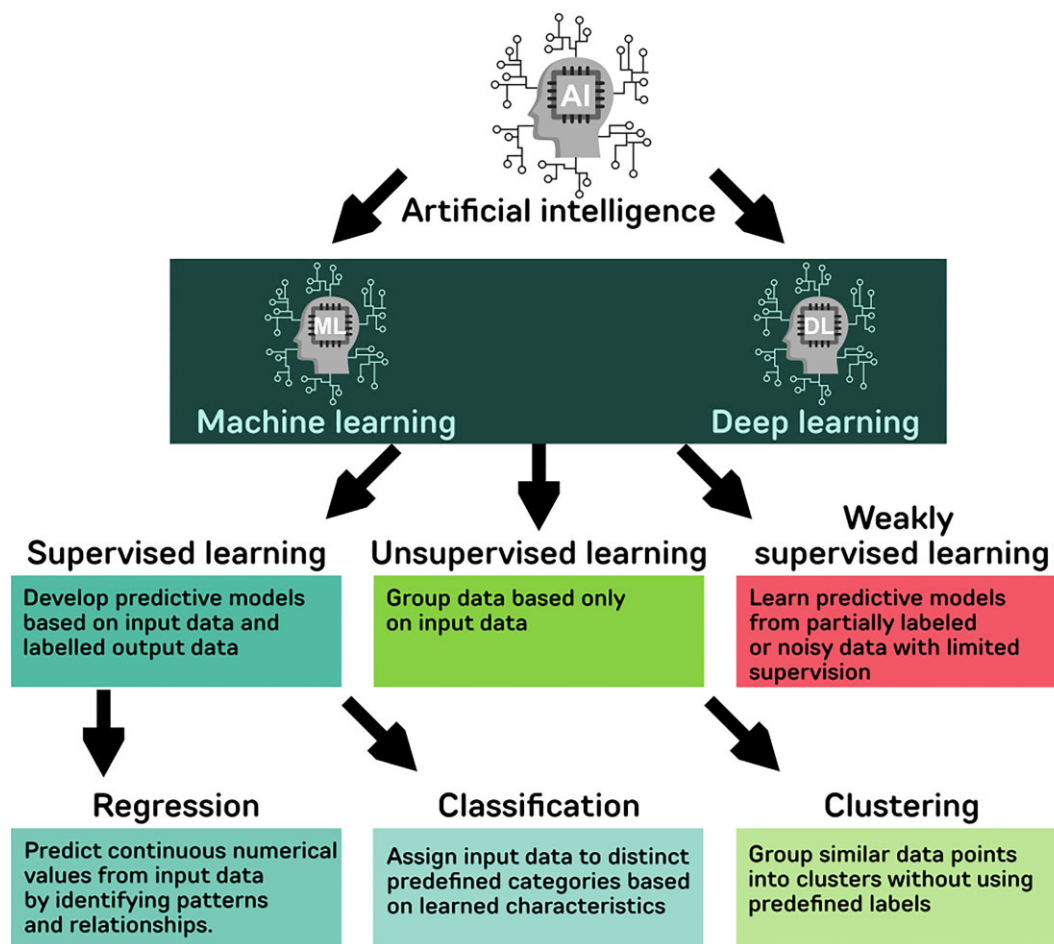 AI
Artificial intelligence
ML
DL
Machine learning
Deep learning
Supervised learning
Develop predictive models
based on input data and
labelled output data
Unsupervised learning
Group data based only
on input data
Weakly
supervised learning
Learn predictive models
from partially labeled
or noisy data with limited
supervision
Regression
Predict continuous numerical
values from input data
by identifying patterns
and relationships.
Classification
Assign input data to distinct
predefined categories based
on learned characteristics
Clustering
Group similar data points
into clusters without using
predefined labels